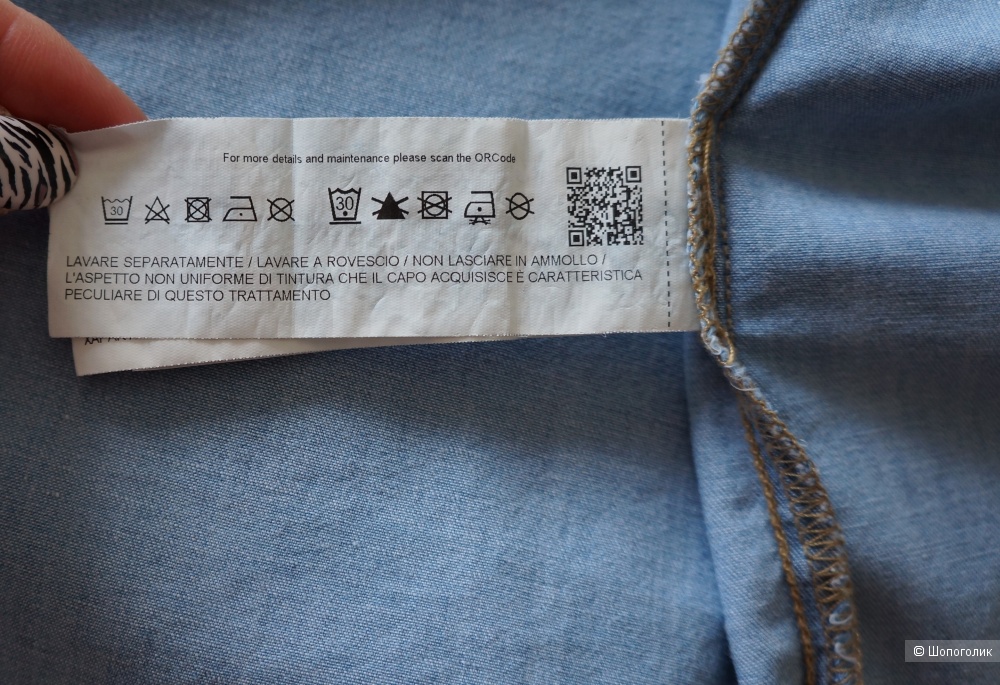 For more details and maintenance please scan the QRCode
30
30
LAVARE SEPARATAMENTE / LAVARE A ROVESCIO / NON LASCIARE IN AMMOLLO /
L'ASPETTO NON UNIFORME DI TINTURA CHE IL CAPO ACQUISISCE È CARATTERISTICA
PECULIARE DI QUESTO TRATTAMENTO
© Шопоголик